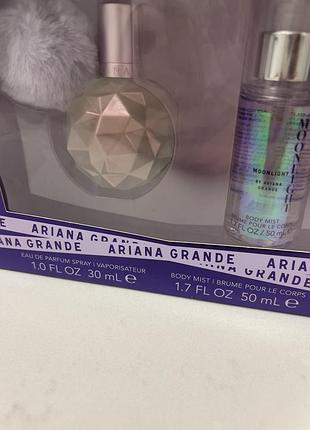 MOONLIGHT
MOONLIGHT
BY ARIANA
GRANDE
BODY MIST
BRUME POUR LE CORPS
FL OZ / 50 mL ℮
ARIANA GRANDE ARIA
ARIANA GRANDE ARIANA GRANDE ARIANA GRANDE
EAU DE PARFUM SPRAY | VAPORISATEUR
1.0 FL OZ 30 mL ℮
BODY MIST | BRUME POUR LE CORPS
1.7 FL OZ 50 mL ℮